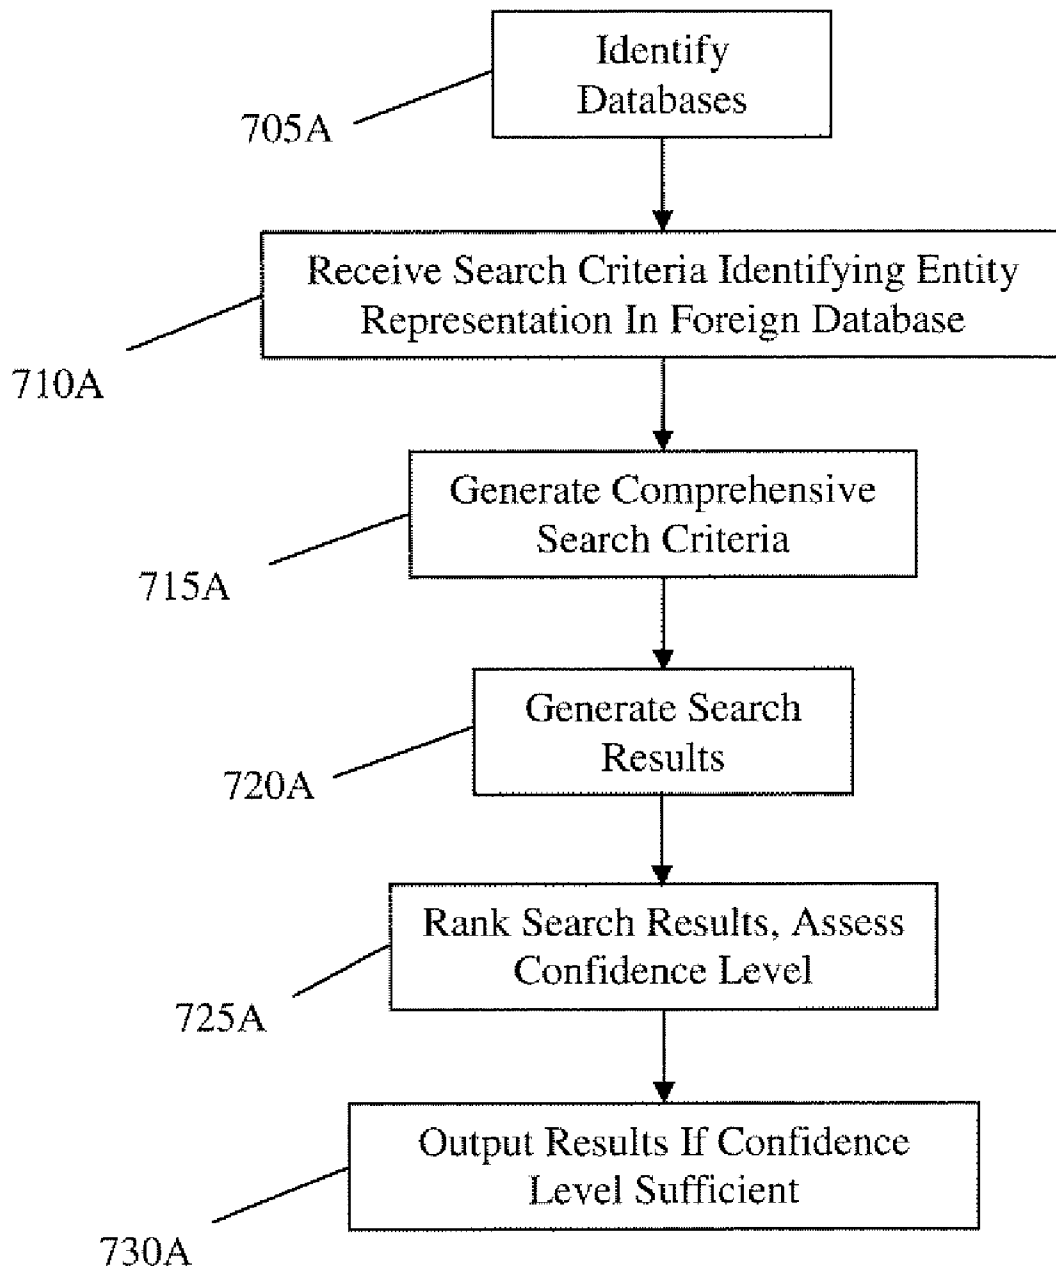 Identify
Databases
705A
Receive Search Criteria Identifying Entity
Representation In Foreign Database
710A
Generate Comprehensive
Search Criteria
715A
Generate Search
Results
720A
Rank Search Results, Assess
Confidence Level
725A
Output Results If Confidence
Level Sufficient
730A